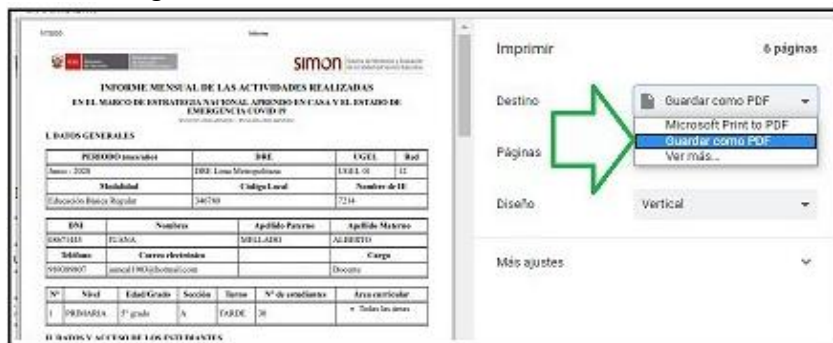 Informe
PERÚ
simon
INFORME MENSUAL DE LAS ACTIVIDADES REALIZADAS
EN EL MARCO DE ESTRATEGIA NACIONAL APRENDO EN CASA Y EL ESTADO DE
EMERGENCIA COVID 19
I. DATOS GENERALES
PERIODO (mes/año) DRE UGEL Red
Junio - 2020 DRE Lima Metropolitana UGEL 01 12
Modalidad Código Local Nombre de IE
Educación Básica Regular 346760 7214
DNI Nombres Apellido Paterno Apellido Materno
JUANA ALBERTO
Teléfono Correo electrónico Cargo
Docente
N° Nivel Edad/Grado Sección Turno N° de estudiantes Área curricular
1 PRIMARIA 5° grado A TARDE 30 • Todas las áreas
II. DATOS Y ACCESO DE LOS ESTUDIANTES
Imprimir 6 páginas
Destino Guardar como PDF
Microsoft Print to PDF
Guardar como PDF
Ver más...
Páginas
Diseño Vertical
Más ajustes